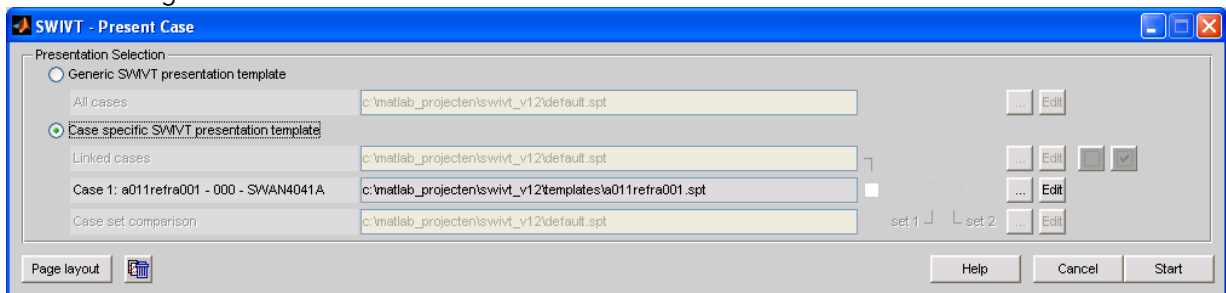 SWIVT - Present Case
Presentation Selection
Generic SWIVT presentation template
All cases c:\matlab_projecten\swivt_v12\default.spt ... Edit
Case specific SWIVT presentation template
Linked cases c:\matlab_projecten\swivt_v12\default.spt ... Edit
Case 1: a011refra001 - 000 - SWAN4041A c:\matlab_projecten\swivt_v12\templates\a011refra001.spt ... Edit
Case set comparison c:\matlab_projecten\swivt_v12\default.spt set 1 set 2 ... Edit
Page layout Help Cancel Start